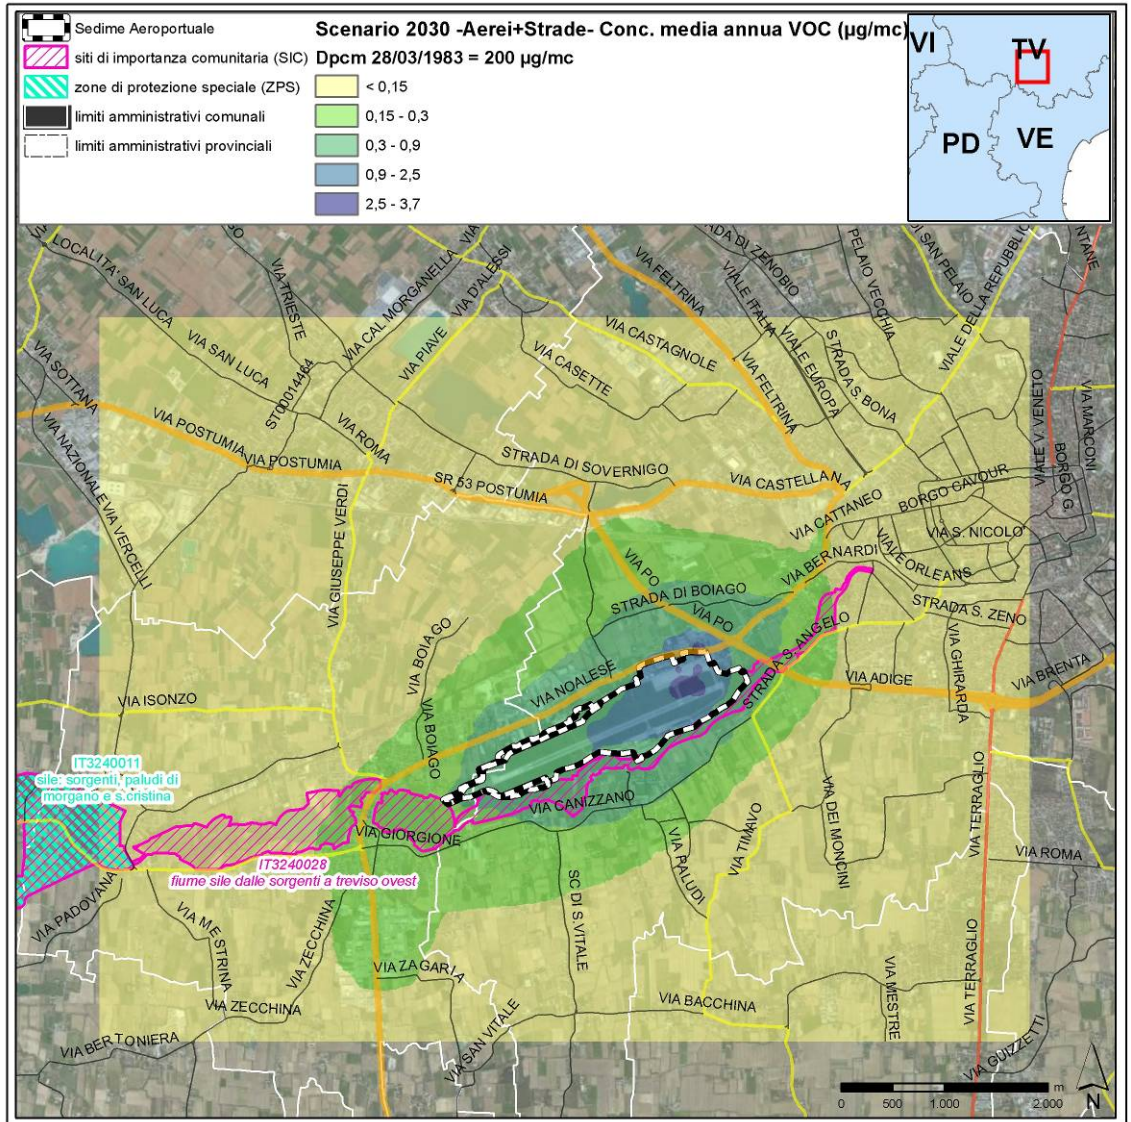 Sedime Aeroportuale
siti di importanza comunitaria (SIC)
zone di protezione speciale (ZPS)
limiti amministrativi comunali
limiti amministrativi provinciali
Scenario 2030 -Aerei+Strade- Conc. media annua VOC (µg/mc)
Dpcm 28/03/1983 = 200 µg/mc
< 0,15
0,15 - 0,3
0,3 - 0,9
0,9 - 2,5
2,5 - 3,7
VI
TV
PD
VE
LOCALITA' SAN LUCA
VIA TRIESTE
VIA CAL MORGANELLA
VIA D'ALESSI
VIA PIAVE
VIA SAN LUCA
VIA SOTTANA
ST00014464
VIA ROMA
VIA POSTUMIA
VIA POSTUMIA
VIA NAZIONALE
VIA VERCELLI
VIA GIUSEPPE VERDI
SR 53 POSTUMIA
STRADA DI SOVERNIGO
VIA CASETTE
VIA CASTAGNOLE
VIA FELTRINA
VIA FELTRINA
VIALE ITALIA
VIALE EUROPA
STRADA S. BONA
PELAIO VECCHIA
DI SAN PELAIO
VIALE DELLA REPUBBLIC
VIALE V. VENETO
VIA MARCONI
BORGO G.
BORGO CAVOUR
VIA CASTELLANA
VIA CATTANEO
VIA S. NICOLO'
VIALE ORLEANS
VIA BERNARDI
STRADA S. ZENO
VIA PO
STRADA DI BOIAGO
VIA PO
STRADA S. ANGELO
VIA GHIRARDA
VIA BRENTA
VIA ADIGE
VIA NOALESE
VIA BOIAGO
VIA BOIAGO
VIA ISONZO
IT3240011
sile: sorgenti, paludi di
morgano e s.cristina
VIA GIORGIONE
VIA CANIZZANO
IT3240028
fiume sile dalle sorgenti a treviso ovest
VIA PADOVANA
VIA MESTRINA
VIA ZECCHINA
VIA ZECCHINA
VIA BERTONIERA
VIA ZAGARIA
VIA SAN VITALE
SC DI S.VITALE
VIA PALUDI
VIA TIMAVO
VIA DEI MONCINI
VIA TERRAGLIO
VIA ROMA
VIA BACCHINA
VIA MESTRE
VIA TERRAGLIO
VIA GUIZZETTI
m
0 500 1.000 2.000
N